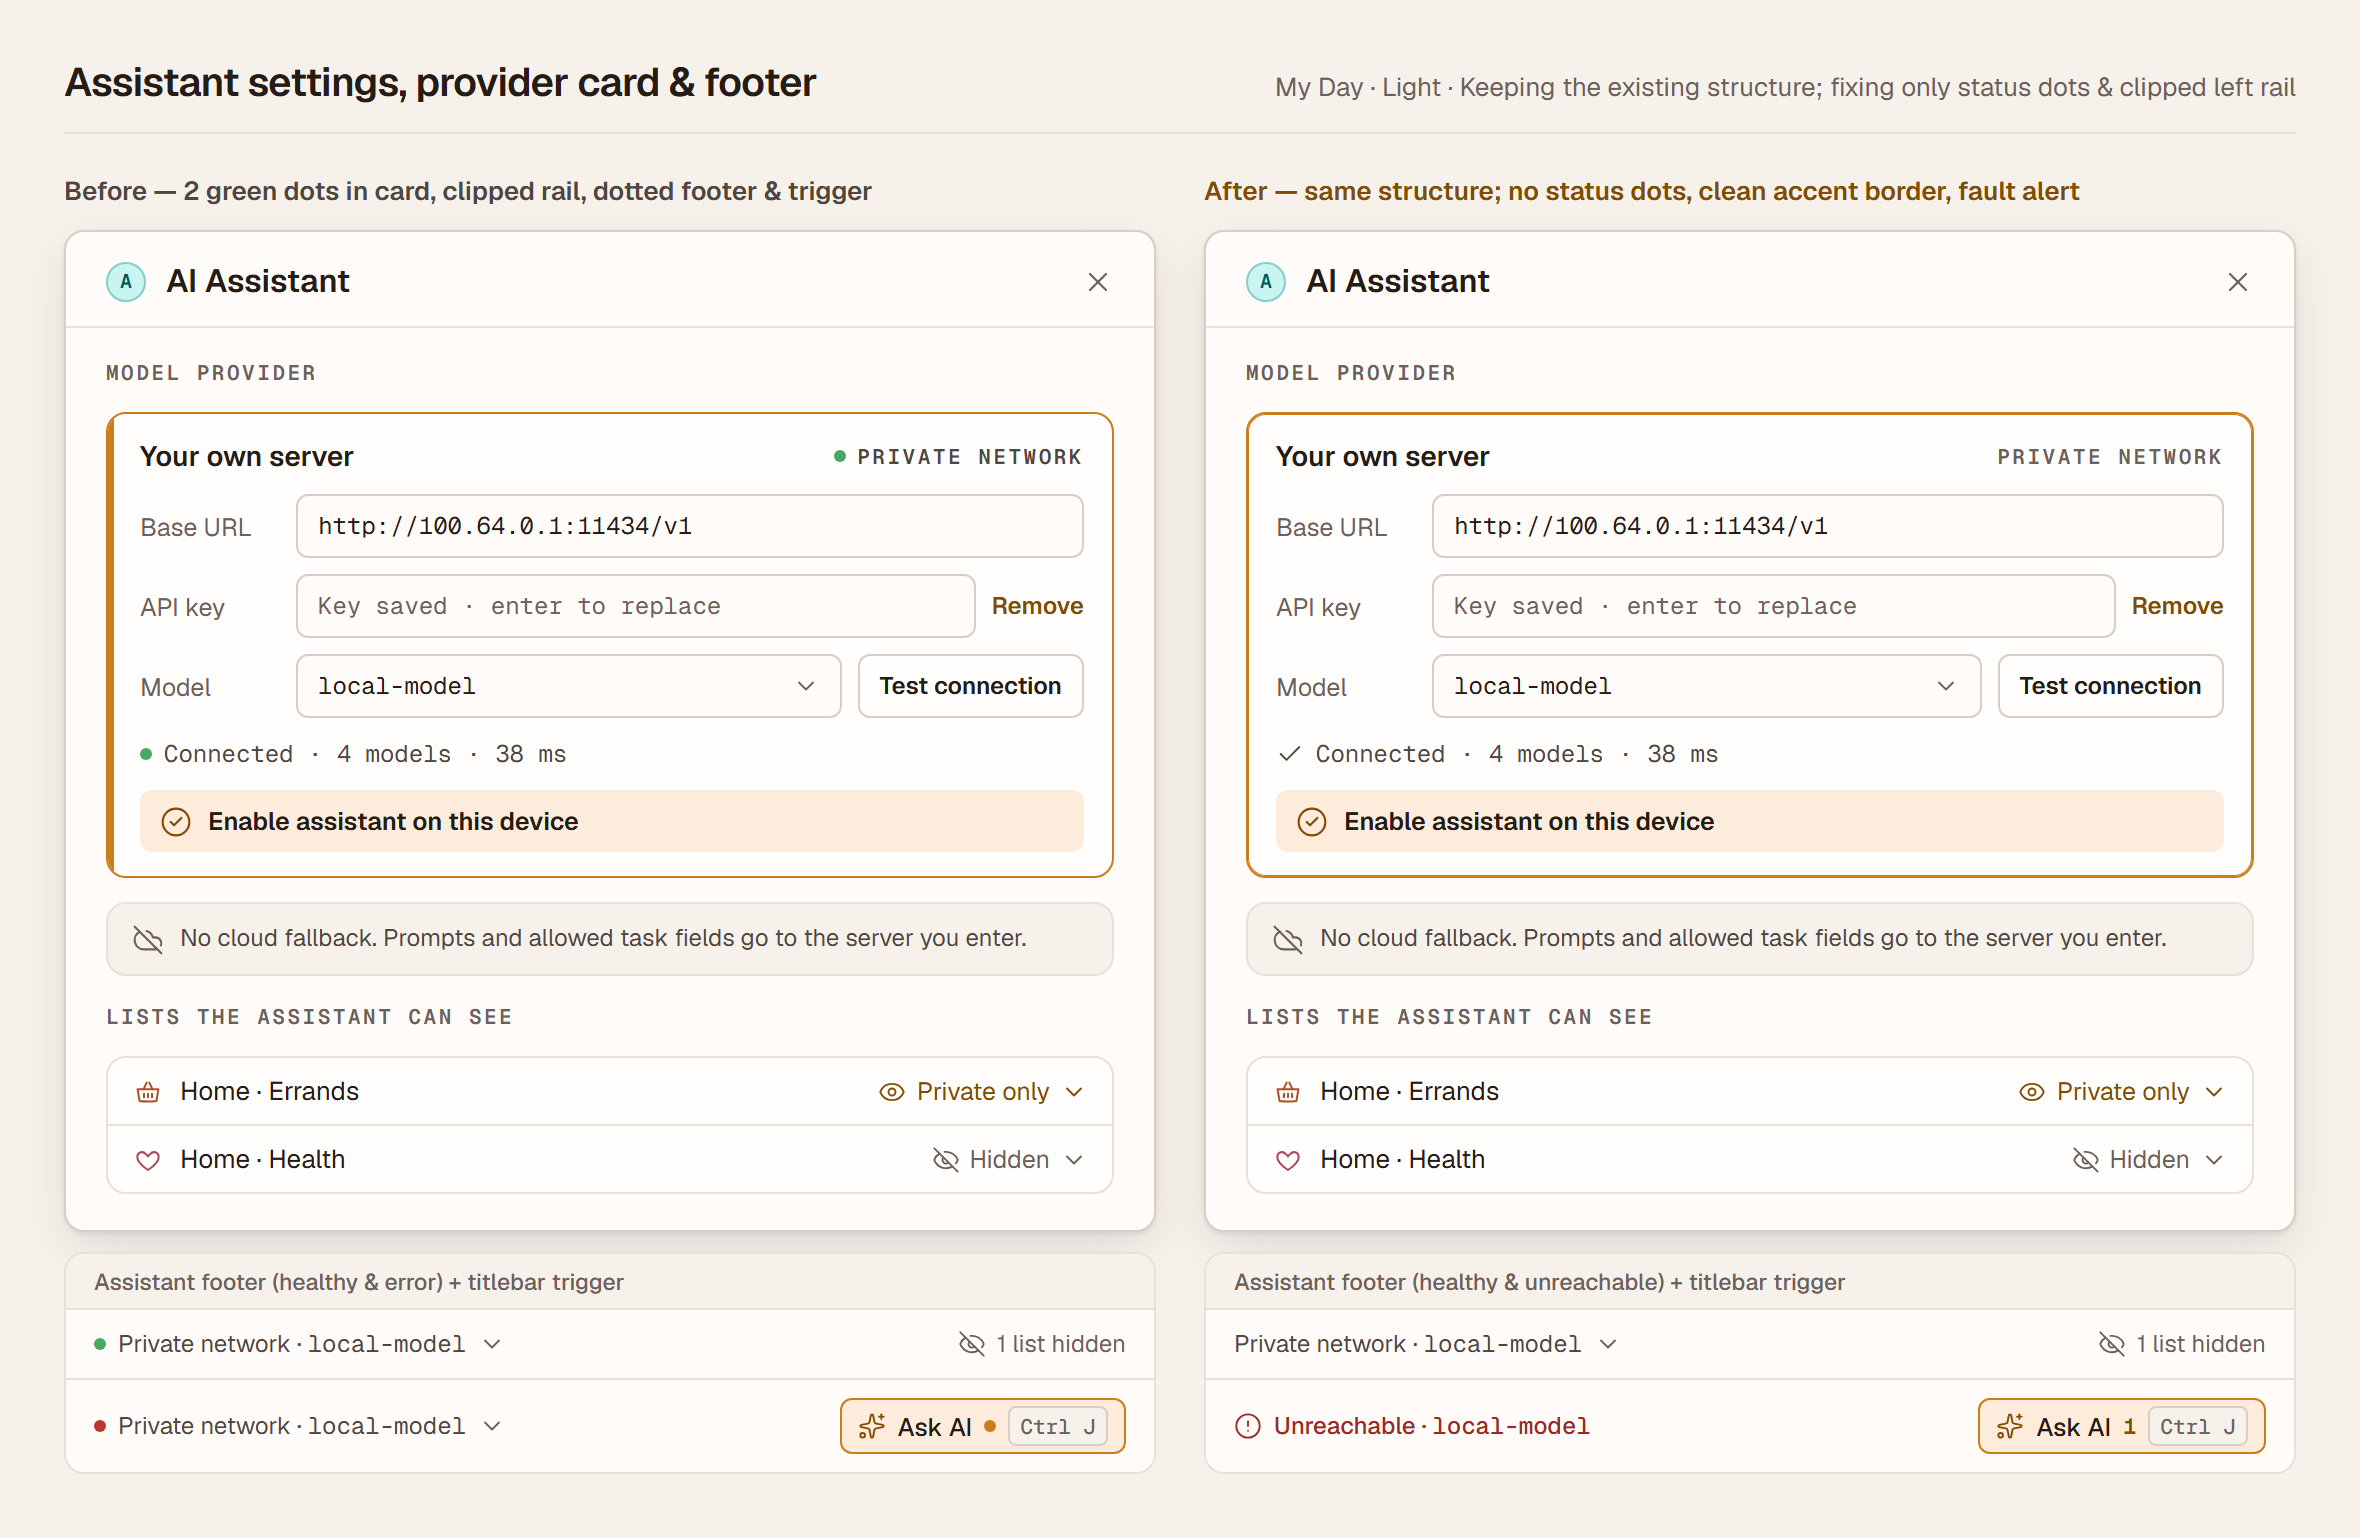 Assistant settings, provider card & footer
My Day · Light · Keeping the existing structure; fixing only status dots & clipped left rail
Before — 2 green dots in card, clipped rail, dotted footer & trigger
A AI Assistant
MODEL PROVIDER
Your own server PRIVATE NETWORK
Base URL http://100.64.0.1:11434/v1
API key Key saved · enter to replace Remove
Model local-model Test connection
Connected · 4 models · 38 ms
Enable assistant on this device
No cloud fallback. Prompts and allowed task fields go to the server you enter.
LISTS THE ASSISTANT CAN SEE
Home · Errands Private only
Home · Health Hidden
Assistant footer (healthy & error) + titlebar trigger
Private network · local-model 1 list hidden
Private network · local-model Ask AI Ctrl J
After — same structure; no status dots, clean accent border, fault alert
A AI Assistant
MODEL PROVIDER
Your own server PRIVATE NETWORK
Base URL http://100.64.0.1:11434/v1
API key Key saved · enter to replace Remove
Model local-model Test connection
Connected · 4 models · 38 ms
Enable assistant on this device
No cloud fallback. Prompts and allowed task fields go to the server you enter.
LISTS THE ASSISTANT CAN SEE
Home · Errands Private only
Home · Health Hidden
Assistant footer (healthy & unreachable) + titlebar trigger
Private network · local-model 1 list hidden
Unreachable · local-model Ask AI 1 Ctrl J